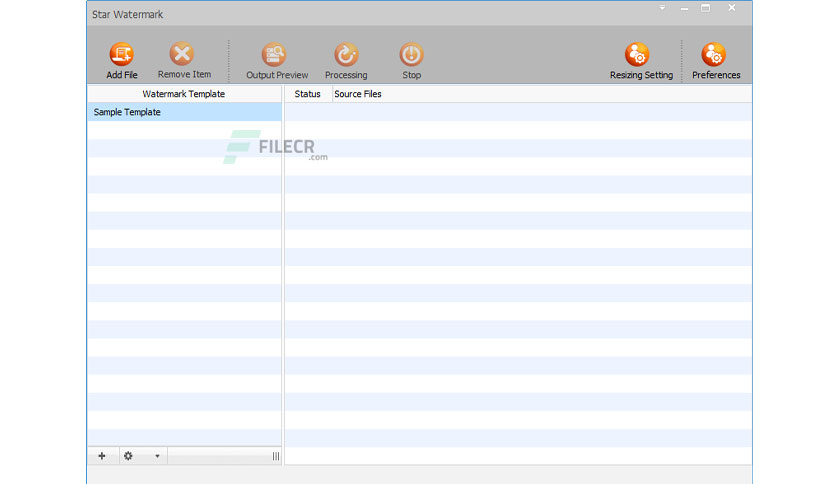 Star Watermark
Add File
Remove Item
Output Preview
Processing
Stop
Resizing Setting
Preferences
Watermark Template
Status
Source Files
Sample Template
FILECR
.com